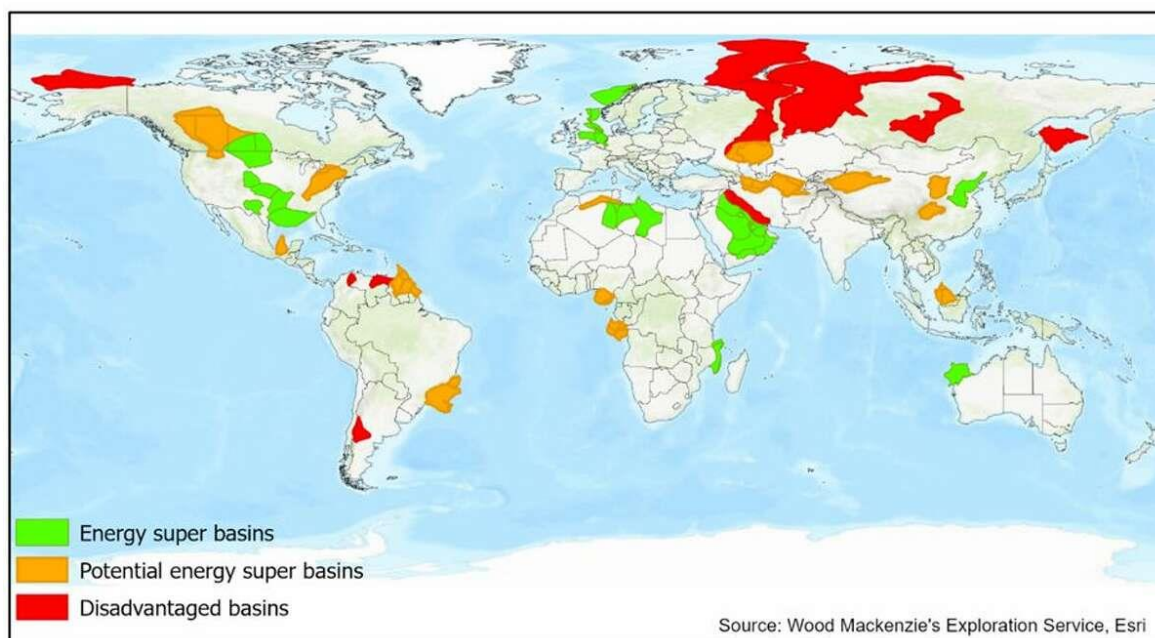 Energy super basins
Potential energy super basins
Disadvantaged basins
Source: Wood Mackenzie's Exploration Service, Esri